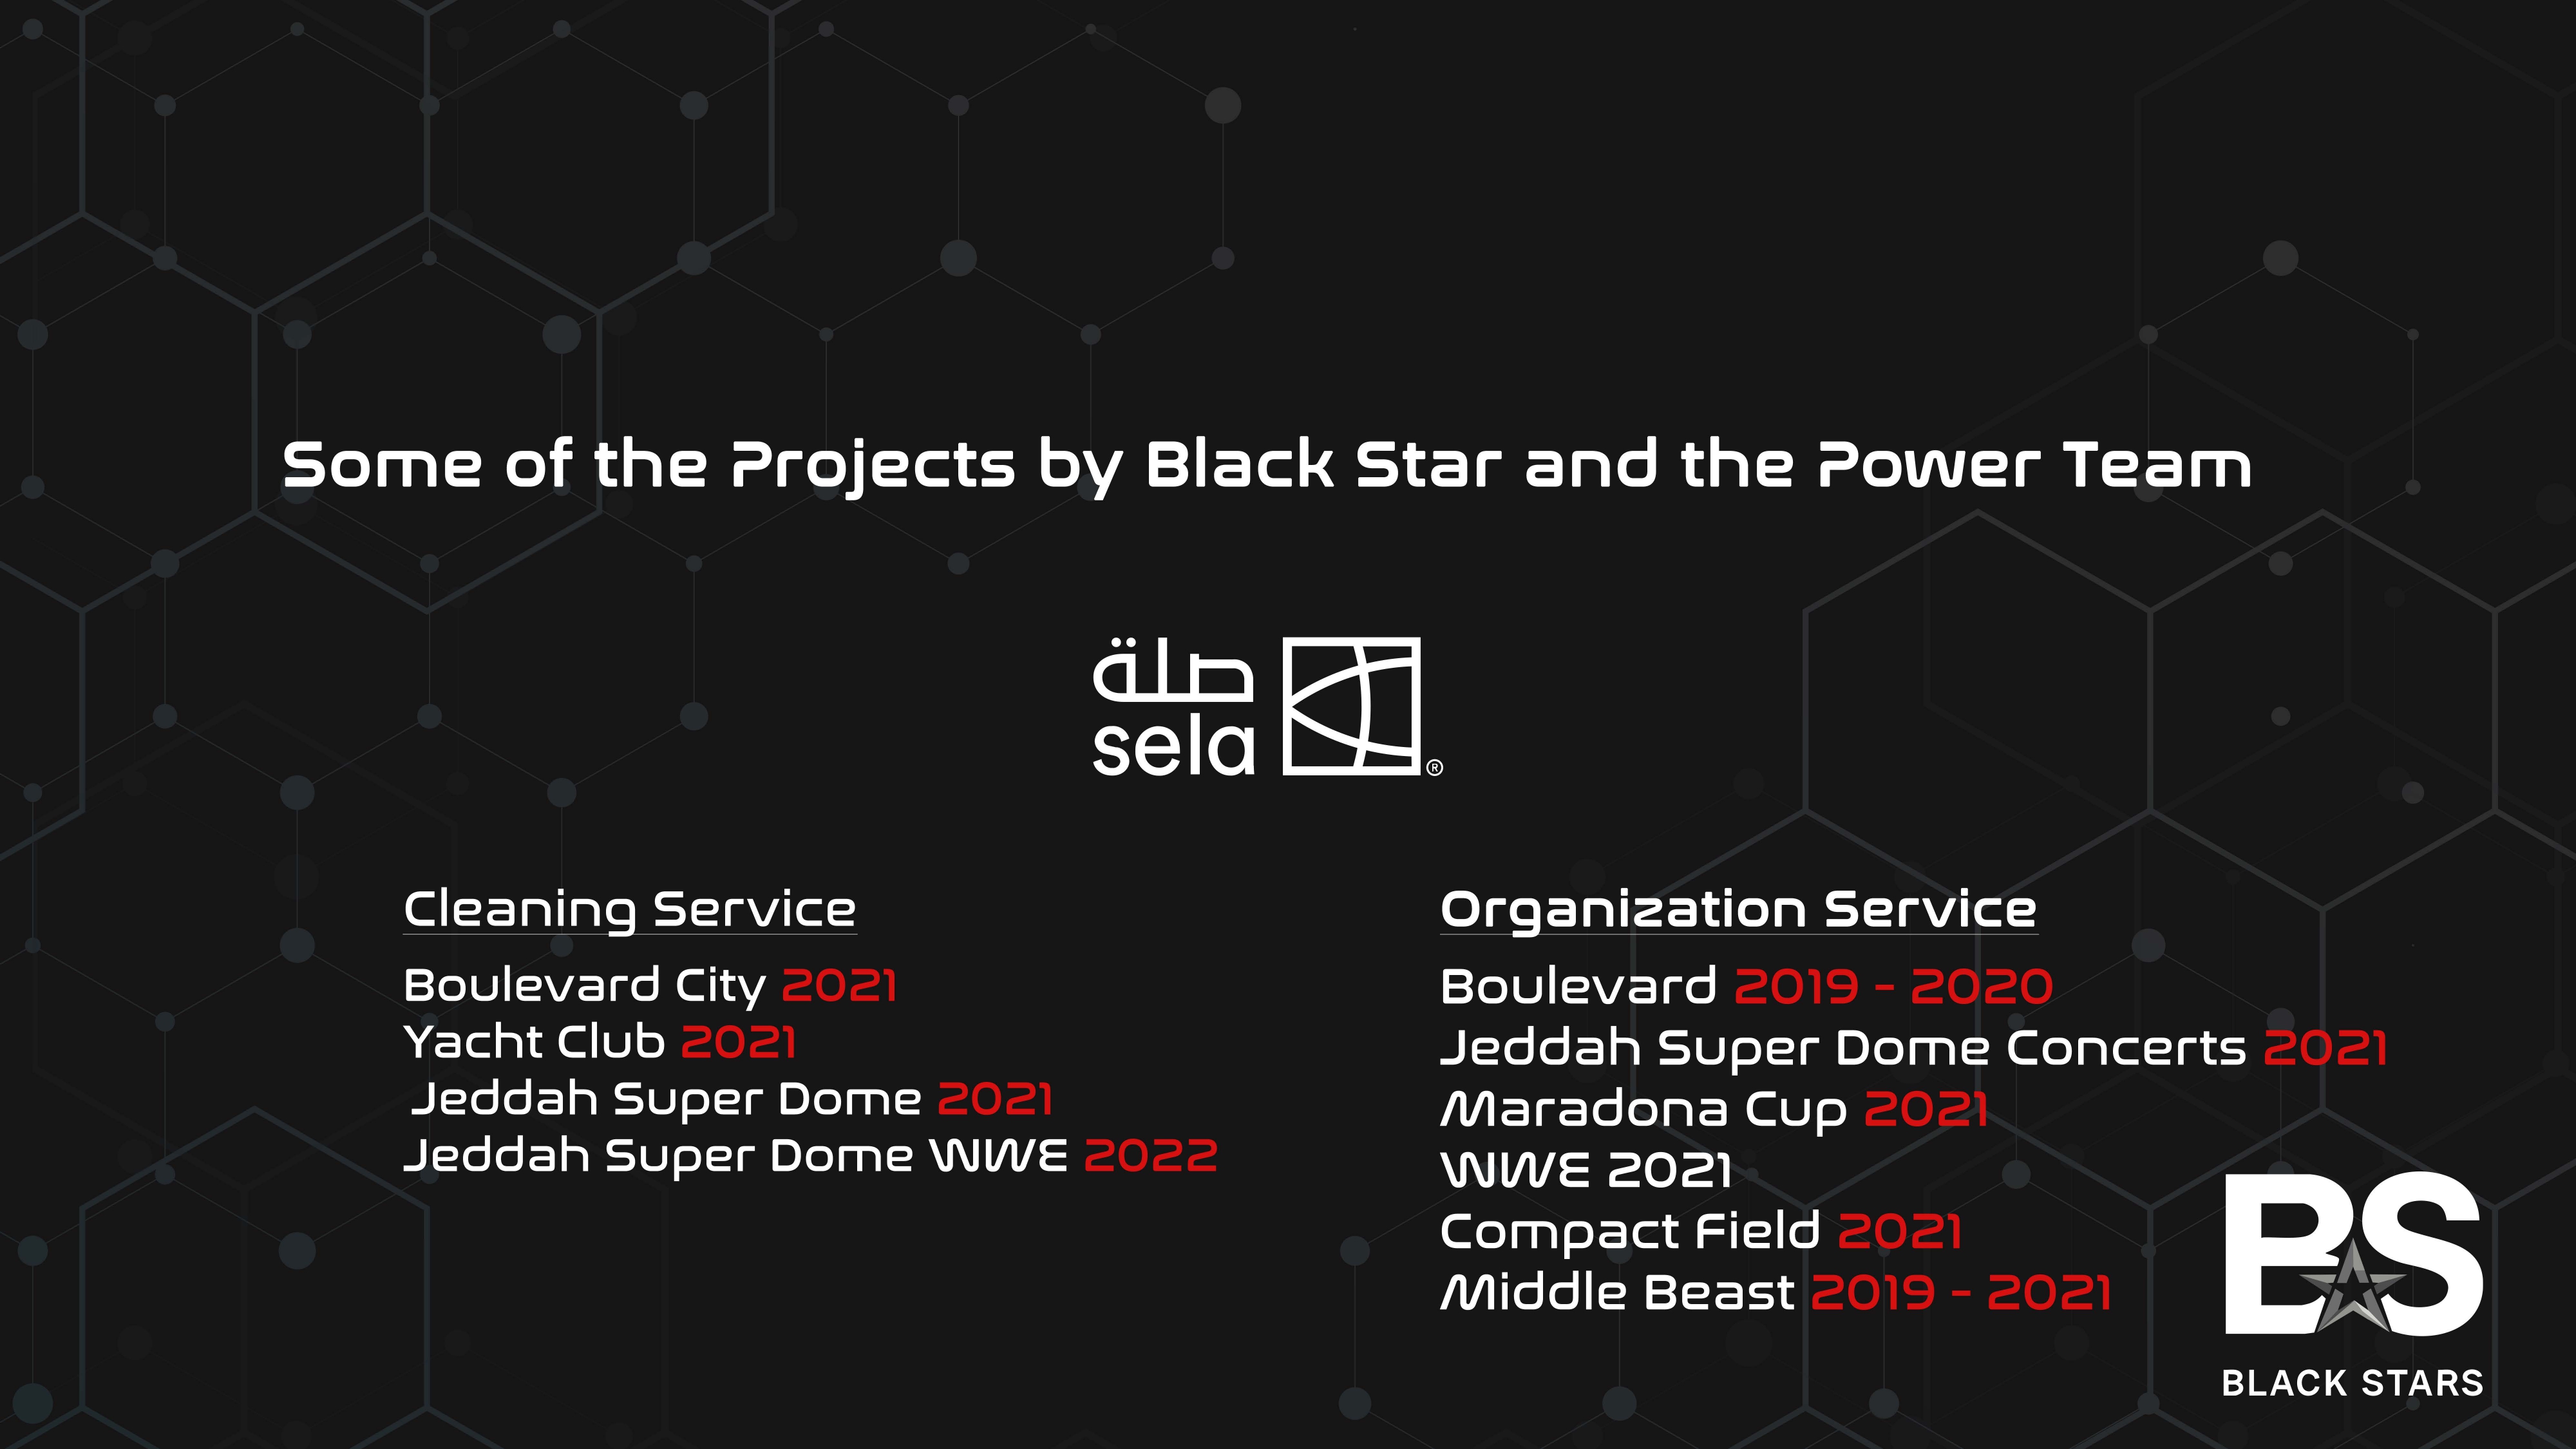 Some of the Projects by Black Star and the Power Team
صلة
sela
®
Cleaning Service
Boulevard City 2021
Yacht Club 2021
Jeddah Super Dome 2021
Jeddah Super Dome WWE 2022
Organization Service
Boulevard 2019 - 2020
Jeddah Super Dome Concerts 2021
Maradona Cup 2021
WWE 2021
Compact Field 2021
Middle Beast 2019 - 2021
BS
BLACK STARS